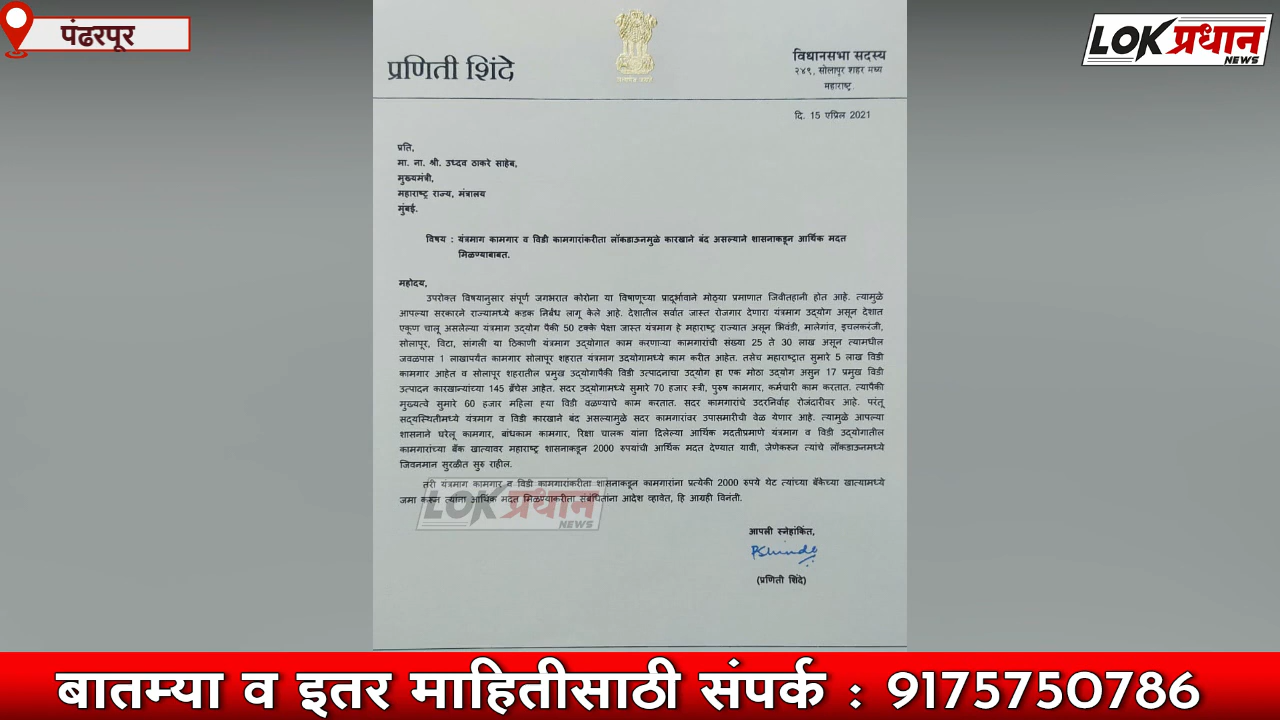 पंढरपूर
LOK प्रधान
NEWS
प्रणिती शिंदे
विधानसभा सदस्य
२४९, सोलापूर शहर मध्य
महाराष्ट्र.
दि. 15 एप्रिल 2021
प्रति,
मा. ना. श्री. उध्दव ठाकरे साहेब,
मुख्यमंत्री,
महाराष्ट्र राज्य, मंत्रालय
मुंबई.
विषय : यंत्रमाग कामगार व विडी कामगारांकरीता लॉकडाऊनमुळे कारखाने बंद असल्याने शासनाकडून आर्थिक मदत
मिळण्याबाबत.
महोदय,
उपरोक्त विषयानुसार संपूर्ण जगभरात कोरोना या विषाणूच्या प्रादूर्भावाने मोठ्या प्रमाणात जिवीतहानी होत आहे. त्यामुळे
आपल्या सरकारने राज्यामध्ये कडक निर्बंध लागू केले आहे. देशातील सर्वात जास्त रोजगार देणारा यंत्रमाग उद्योग असून देशात
एकूण चालू असलेल्या यंत्रमाग उद्योग पैकी 50 टक्के पेक्षा जास्त यंत्रमाग हे महाराष्ट्र राज्यात असून भिवंडी, मालेगांव, इचलकरंजी,
सोलापूर, विटा, सांगली या ठिकाणी यंत्रमाग उद्योगात काम करणाऱ्या कामगारांची संख्या 25 ते 30 लाख असून त्यामधील
जवळपास 1 लाखापर्यंत कामगार सोलापूर शहरात यंत्रमाग उदयोगामध्ये काम करीत आहेत. तसेच महाराष्ट्रात सुमारे 5 लाख विडी
कामगार आहेत व सोलापूर शहरातील प्रमुख उद्योगापैकी विडी उत्पादनाचा उद्योग हा एक मोठा उद्योग असुन 17 प्रमुख विडी
उत्पादन कारखान्यांच्या 145 ब्रँचेस आहेत. सदर उद्योगामध्ये सुमारे 70 हजार स्त्री, पुरुष कामगार, कर्मचारी काम करतात. त्यापैकी
मुख्यत्वे सुमारे 60 हजार महिला ह्या विडी वळण्याचे काम करतात. सदर कामगारांचे उदरनिर्वाह रोजंदारीवर आहे. परंतू
सद्यस्थितीमध्ये यंत्रमाग व विडी कारखाने बंद असल्यामुळे सदर कामगारांवर उपासमारीची वेळ येणार आहे. त्यामुळे आपल्या
शासनाने घरेलू कामगार, बांधकाम कामगार, रिक्षा चालक यांना दिलेल्या आर्थिक मदतीप्रमाणे यंत्रमाग व विडी उद्योगातील
कामगारांच्या बँक खात्यावर महाराष्ट्र शासनाकडून 2000 रुपयांची आर्थिक मदत देण्यात यावी, जेणेकरून त्यांचे लॉकडाऊनमध्ये
जिवनमान सुरळीत सुरु राहील.
तरी यंत्रमाग कामगार व विडी कामगारांकरीता शासनाकडून कामगारांना प्रत्येकी 2000 रुपये थेट त्यांच्या बँकेच्या खात्यामध्ये
जमा करून त्यांना आर्थिक मदत मिळण्याकरीता संबंधितांना आदेश व्हावेत, हि आग्रही विनंती.
LOK प्रधान
NEWS
आपली स्नेहांकित,
PShinde
(प्रणिती शिंदे)
बातम्या व इतर माहितीसाठी संपर्क : 9175750786